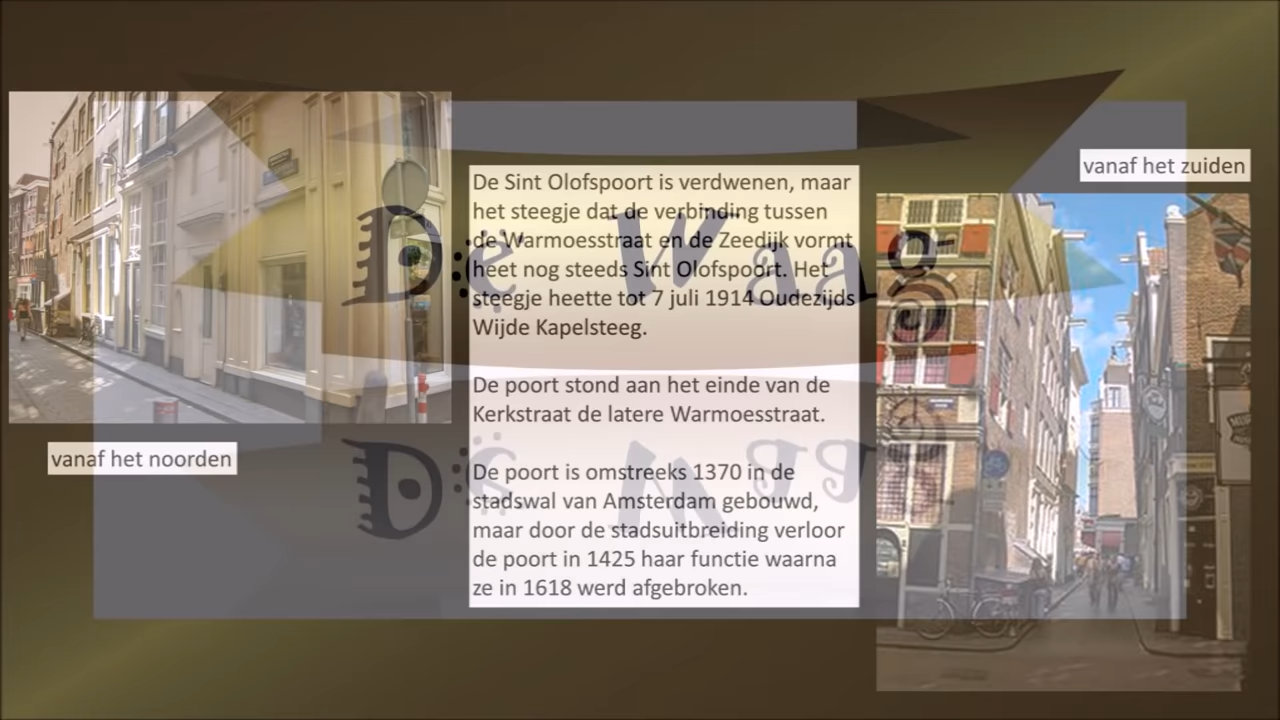 vanaf het zuiden
De Sint Olofspoort is verdwenen, maar
het steegje dat de verbinding tussen
de Warmoesstraat en de Zeedijk vormt
heet nog steeds Sint Olofspoort. Het
steegje heette tot 7 juli 1914 Oudezijds
Wijde Kapelsteeg.
De poort stond aan het einde van de
Kerkstraat de latere Warmoesstraat.
De poort is omstreeks 1370 in de
stadswal van Amsterdam gebouwd,
maar door de stadsuitbreiding verloor
de poort in 1425 haar functie waarna
ze in 1618 werd afgebroken.
vanaf het noorden
De Waag